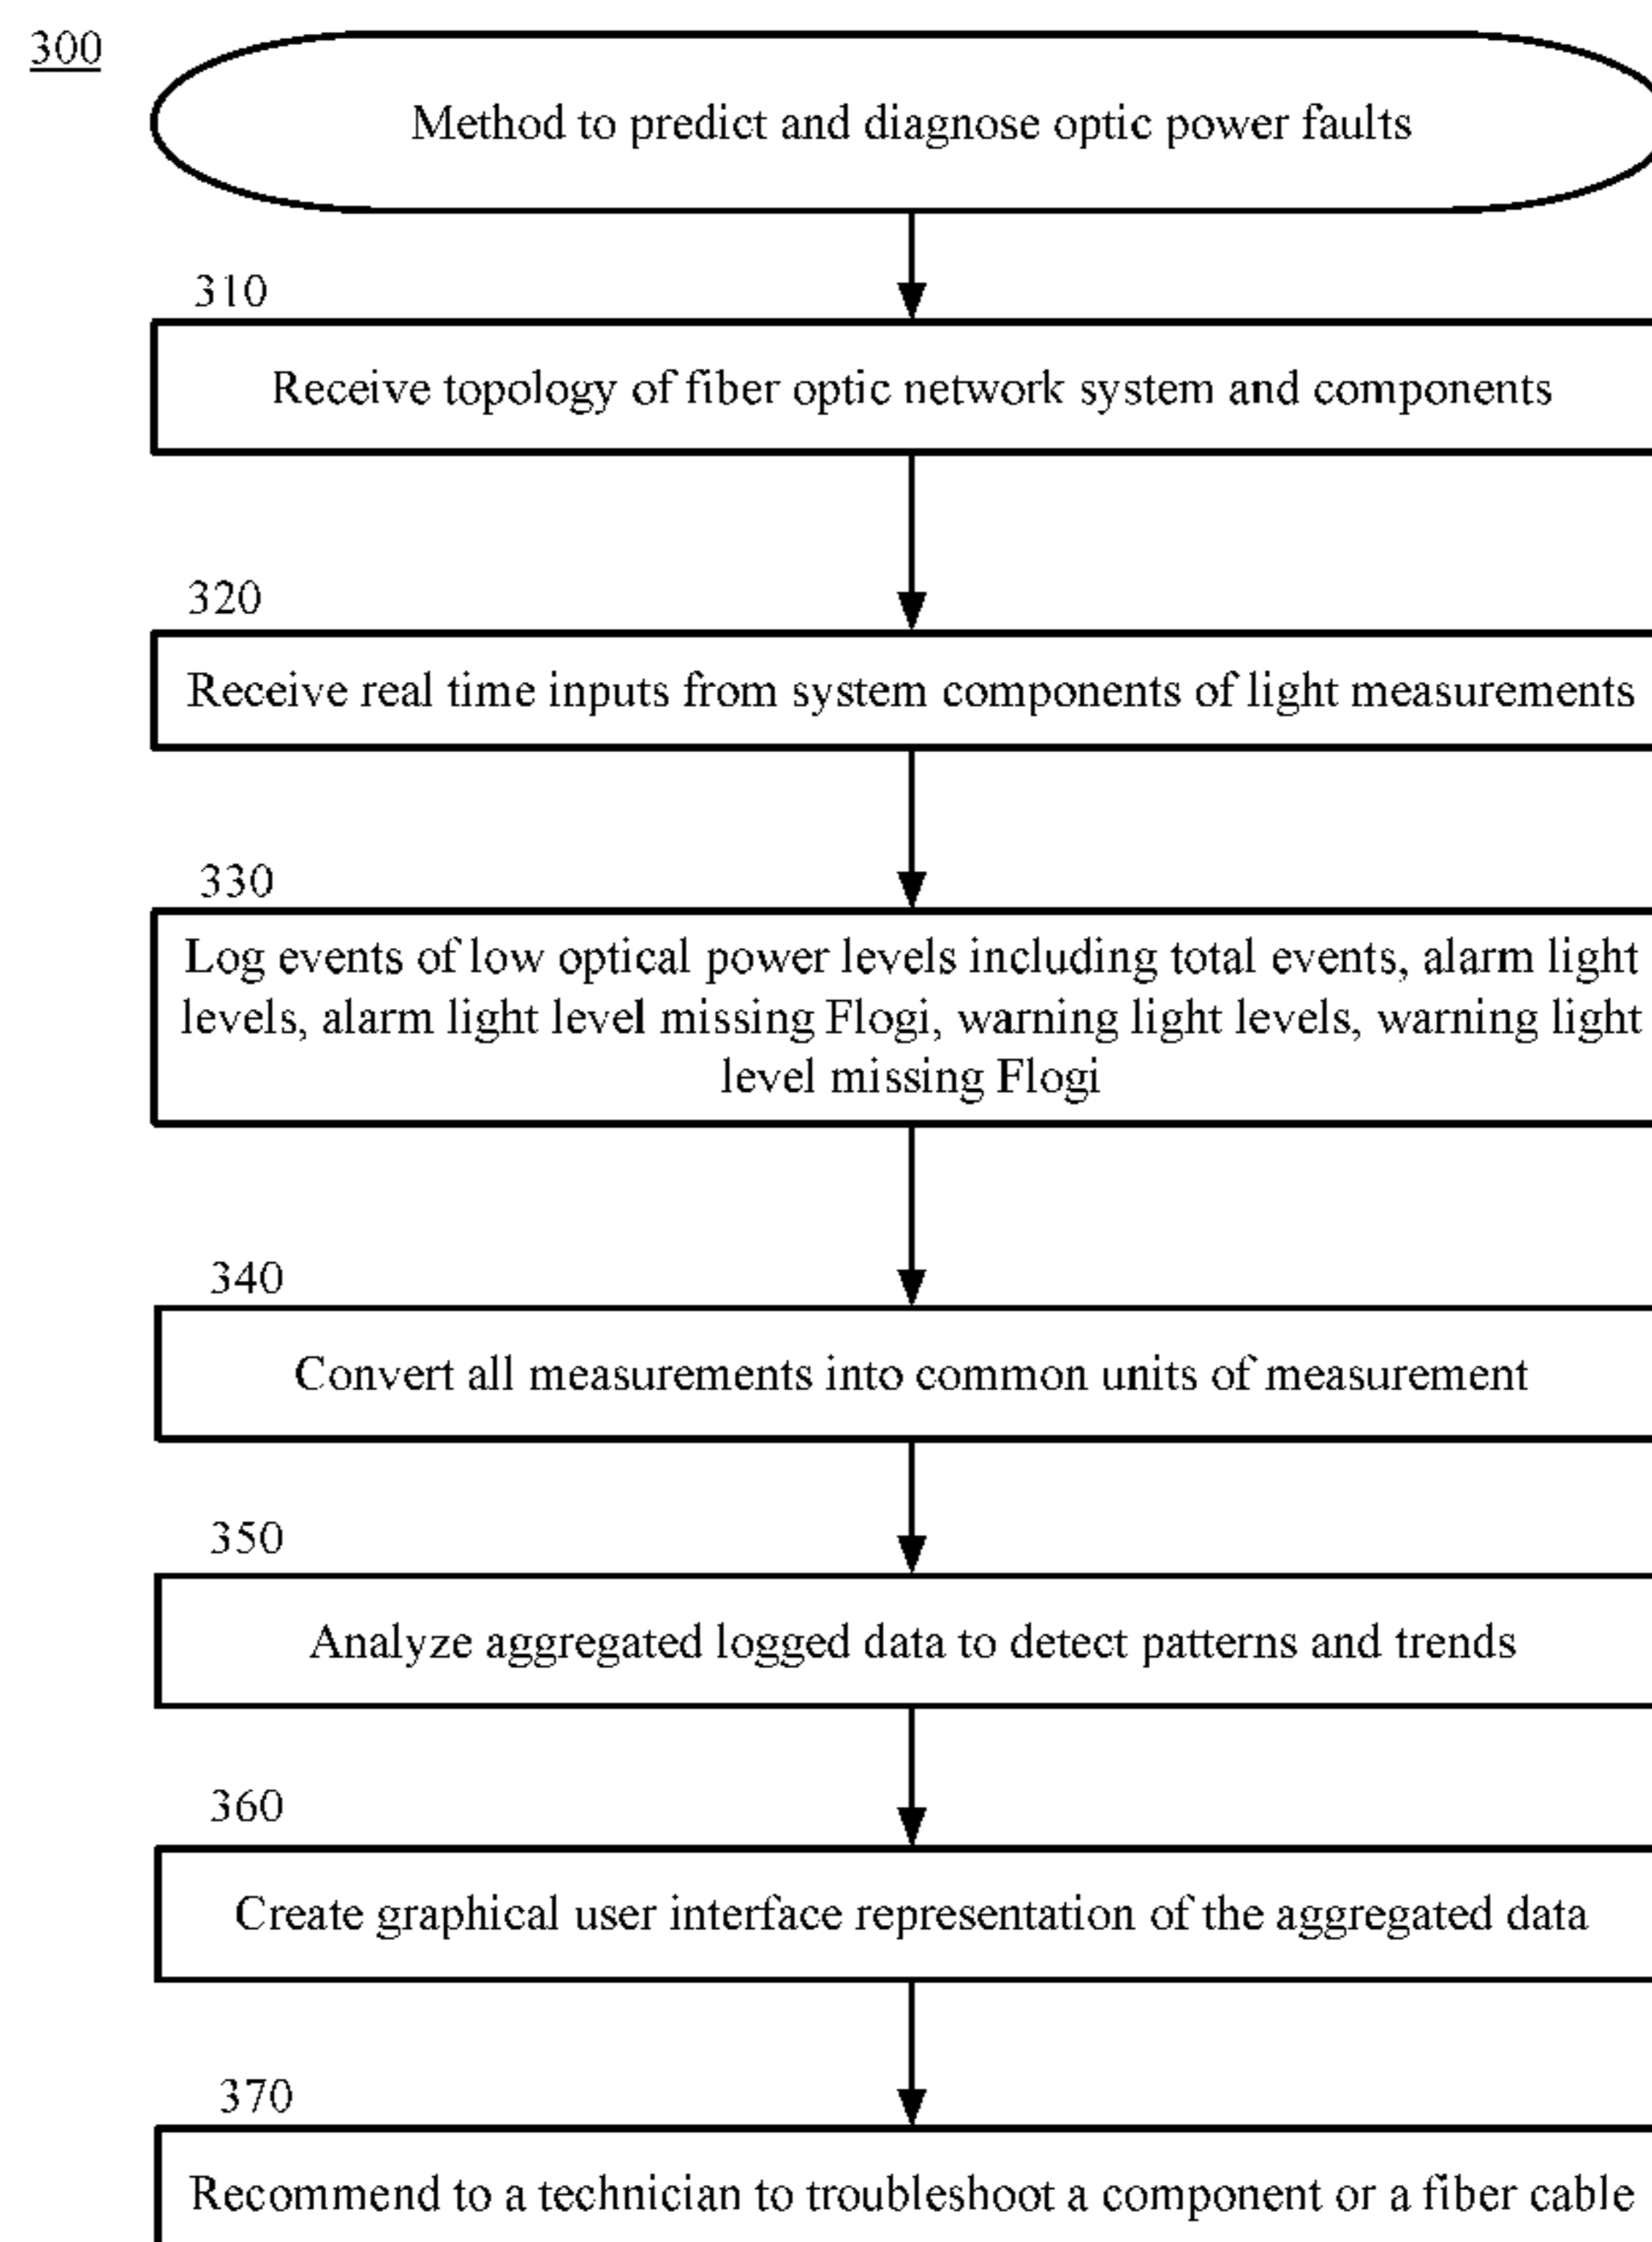 300
Method to predict and diagnose optic power faults
310
Receive topology of fiber optic network system and components
320
Receive real time inputs from system components of light measurements
330
Log events of low optical power levels including total events, alarm light
levels, alarm light level missing Flogi, warning light levels, warning light
level missing Flogi
340
Convert all measurements into common units of measurement
350
Analyze aggregated logged data to detect patterns and trends
360
Create graphical user interface representation of the aggregated data
370
Recommend to a technician to troubleshoot a component or a fiber cable